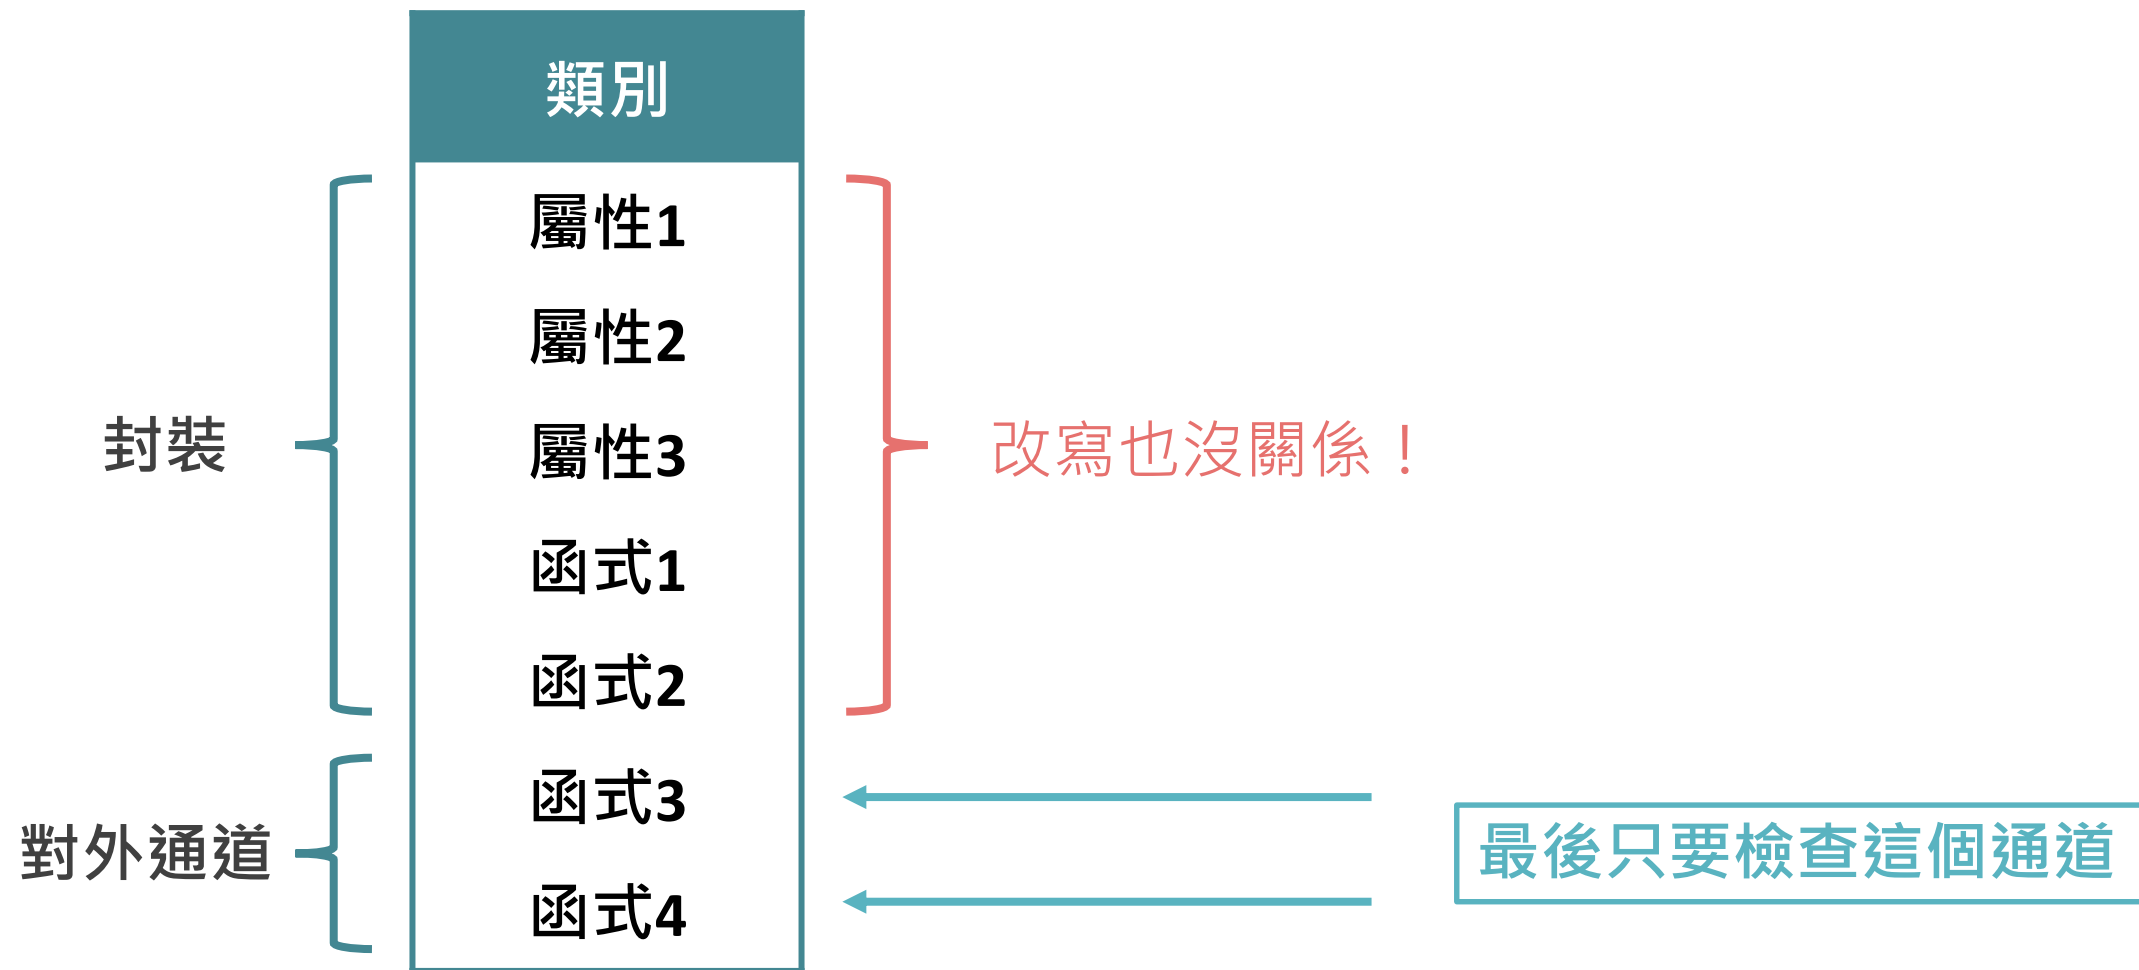 類別
屬性1
屬性2
屬性3
函式1
函式2
函式3
函式4
封裝
對外通道
改寫也沒關係！
最後只要檢查這個通道